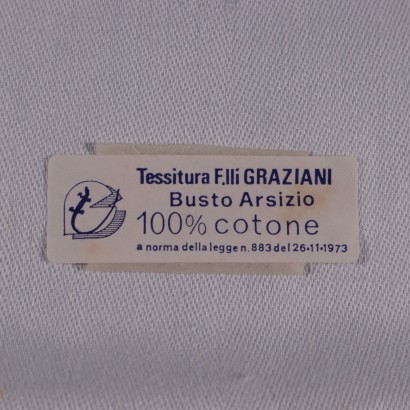 Tessitura F.lli GRAZIANI
Busto Arsizio
100% cotone
a norma della legge n. 883 del 26·11·1973